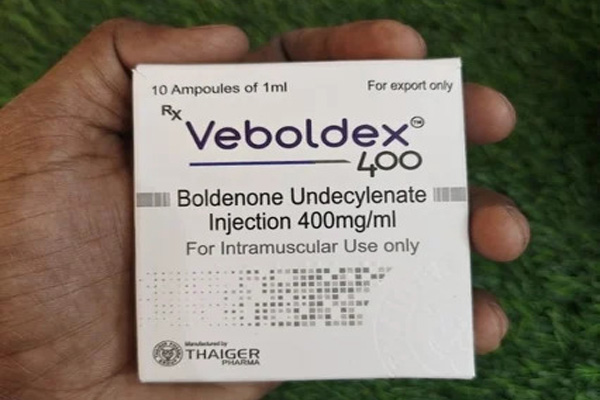 10 Ampoules of 1ml For export only
Rx
Veboldex™
400
Boldenone Undecylenate
Injection 400mg/ml
For Intramuscular Use only
Manufactured by
THAIGER
PHARMA